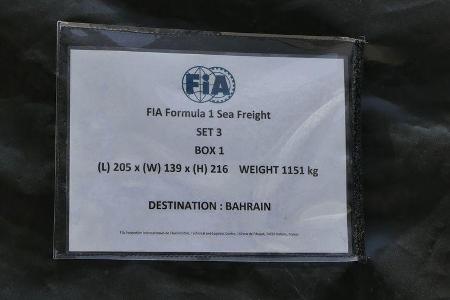 FIA
FIA Formula 1 Sea Freight
SET 3
BOX 1
(L) 205 x (W) 139 x (H) 216 WEIGHT 1151 kg
DESTINATION : BAHRAIN